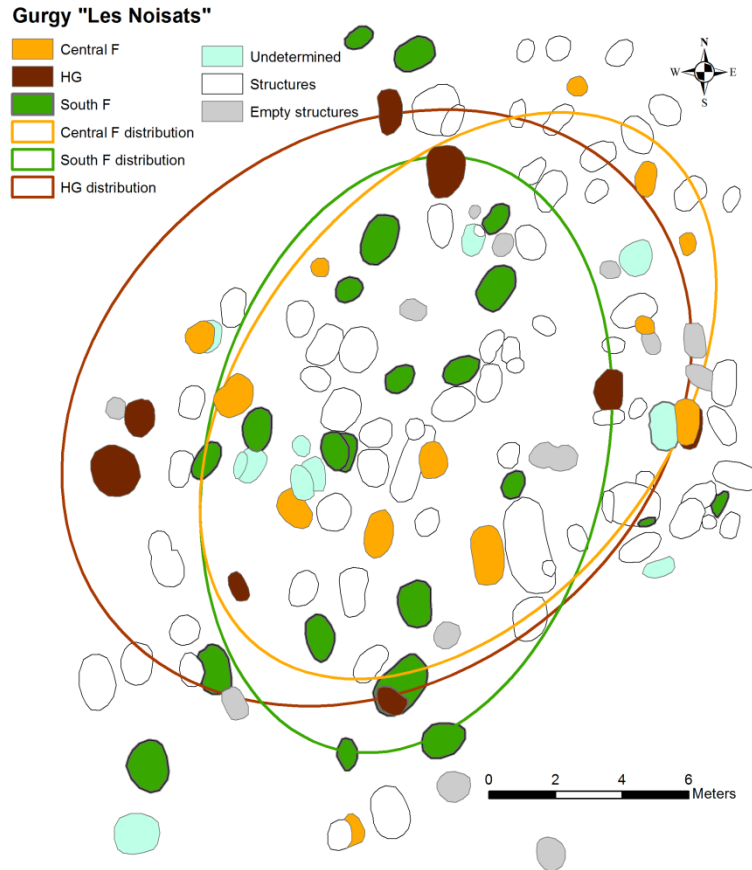 Gurgy "Les Noisats"
Central F
HG
South F
Central F distribution
South F distribution
HG distribution
Undetermined
Structures
Empty structures
N
W E
S
0 2 4 6
Meters